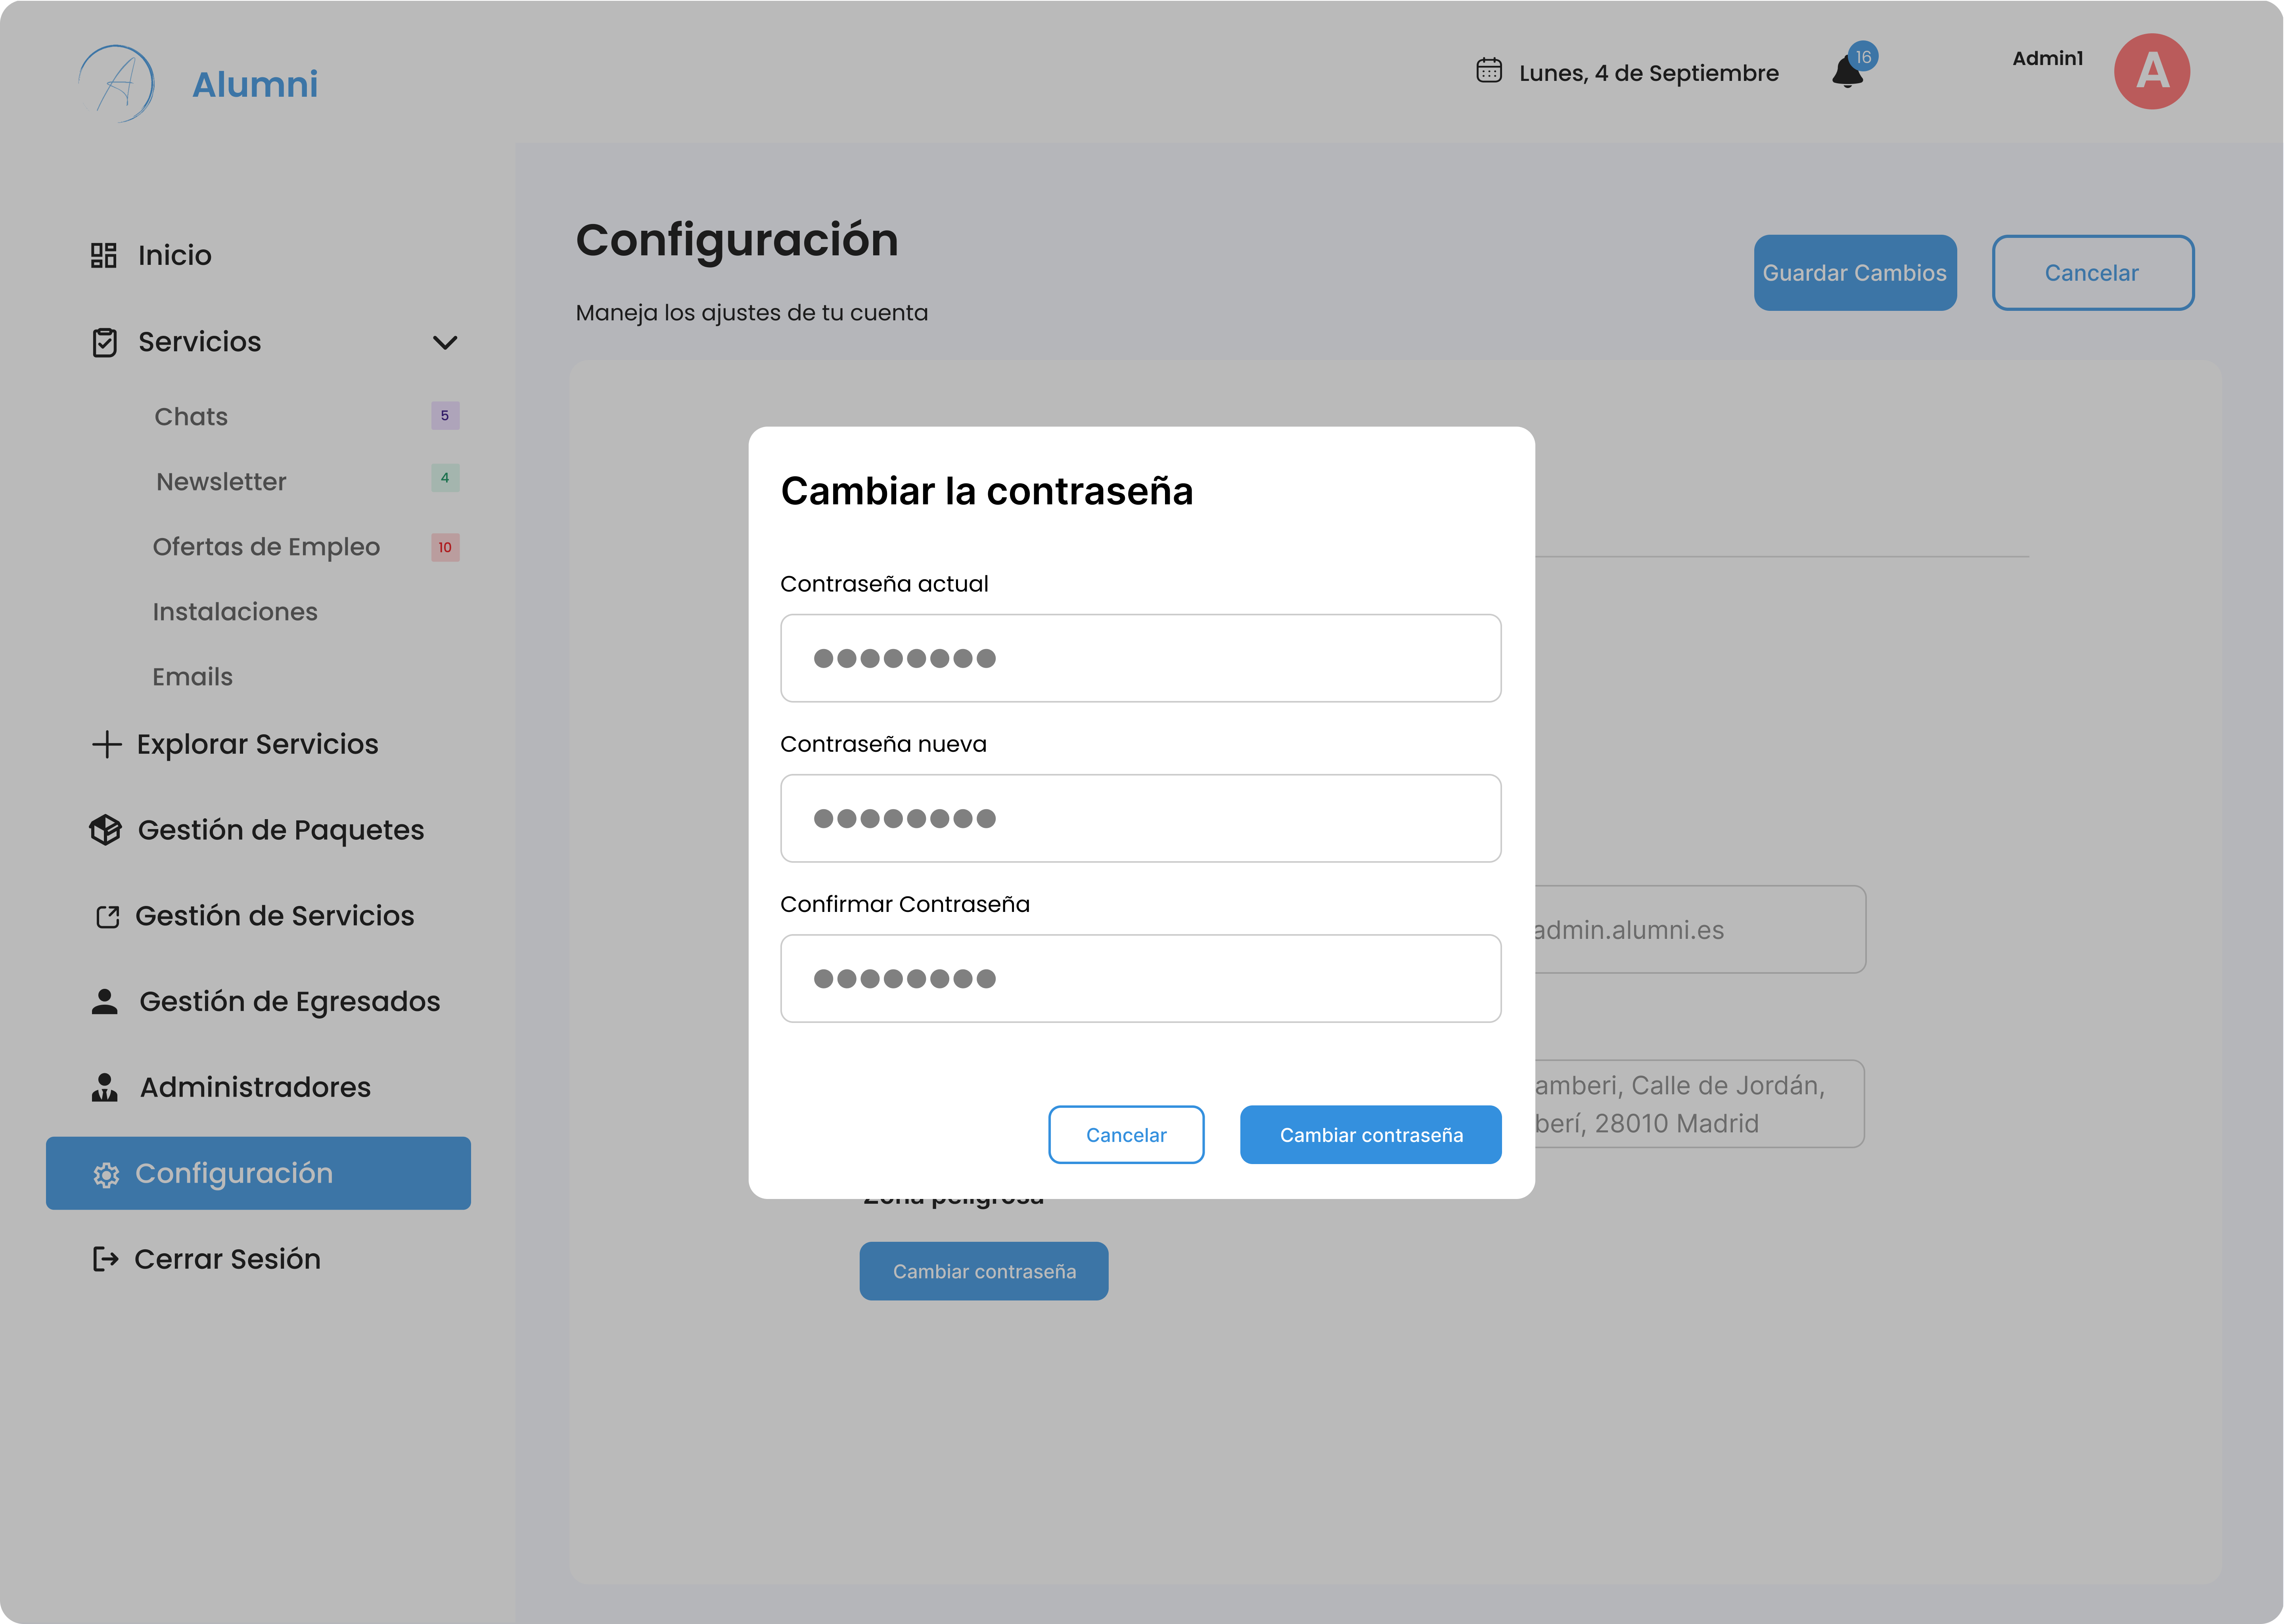 Alumni
Lunes, 4 de Septiembre
16
Admin1
A
Inicio
Servicios
Chats
5
Newsletter
4
Ofertas de Empleo
10
Instalaciones
Emails
Explorar Servicios
Gestión de Paquetes
Gestión de Servicios
Gestión de Egresados
Administradores
Configuración
Cerrar Sesión
Configuración
Maneja los ajustes de tu cuenta
Guardar Cambios
Cancelar
Cambiar la contraseña
Contraseña actual
Contraseña nueva
Confirmar Contraseña
Cancelar
Cambiar contraseña
admin.alumni.es
amberi, Calle de Jordán,
berí, 28010 Madrid
Zona peligrosa
Cambiar contraseña